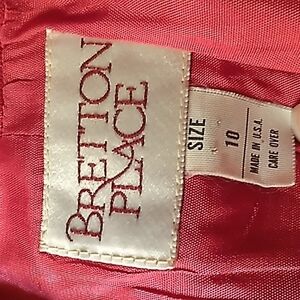 BRETTON
PLACE
SIZE
10
MADE IN U.S.A.
CARE OVER